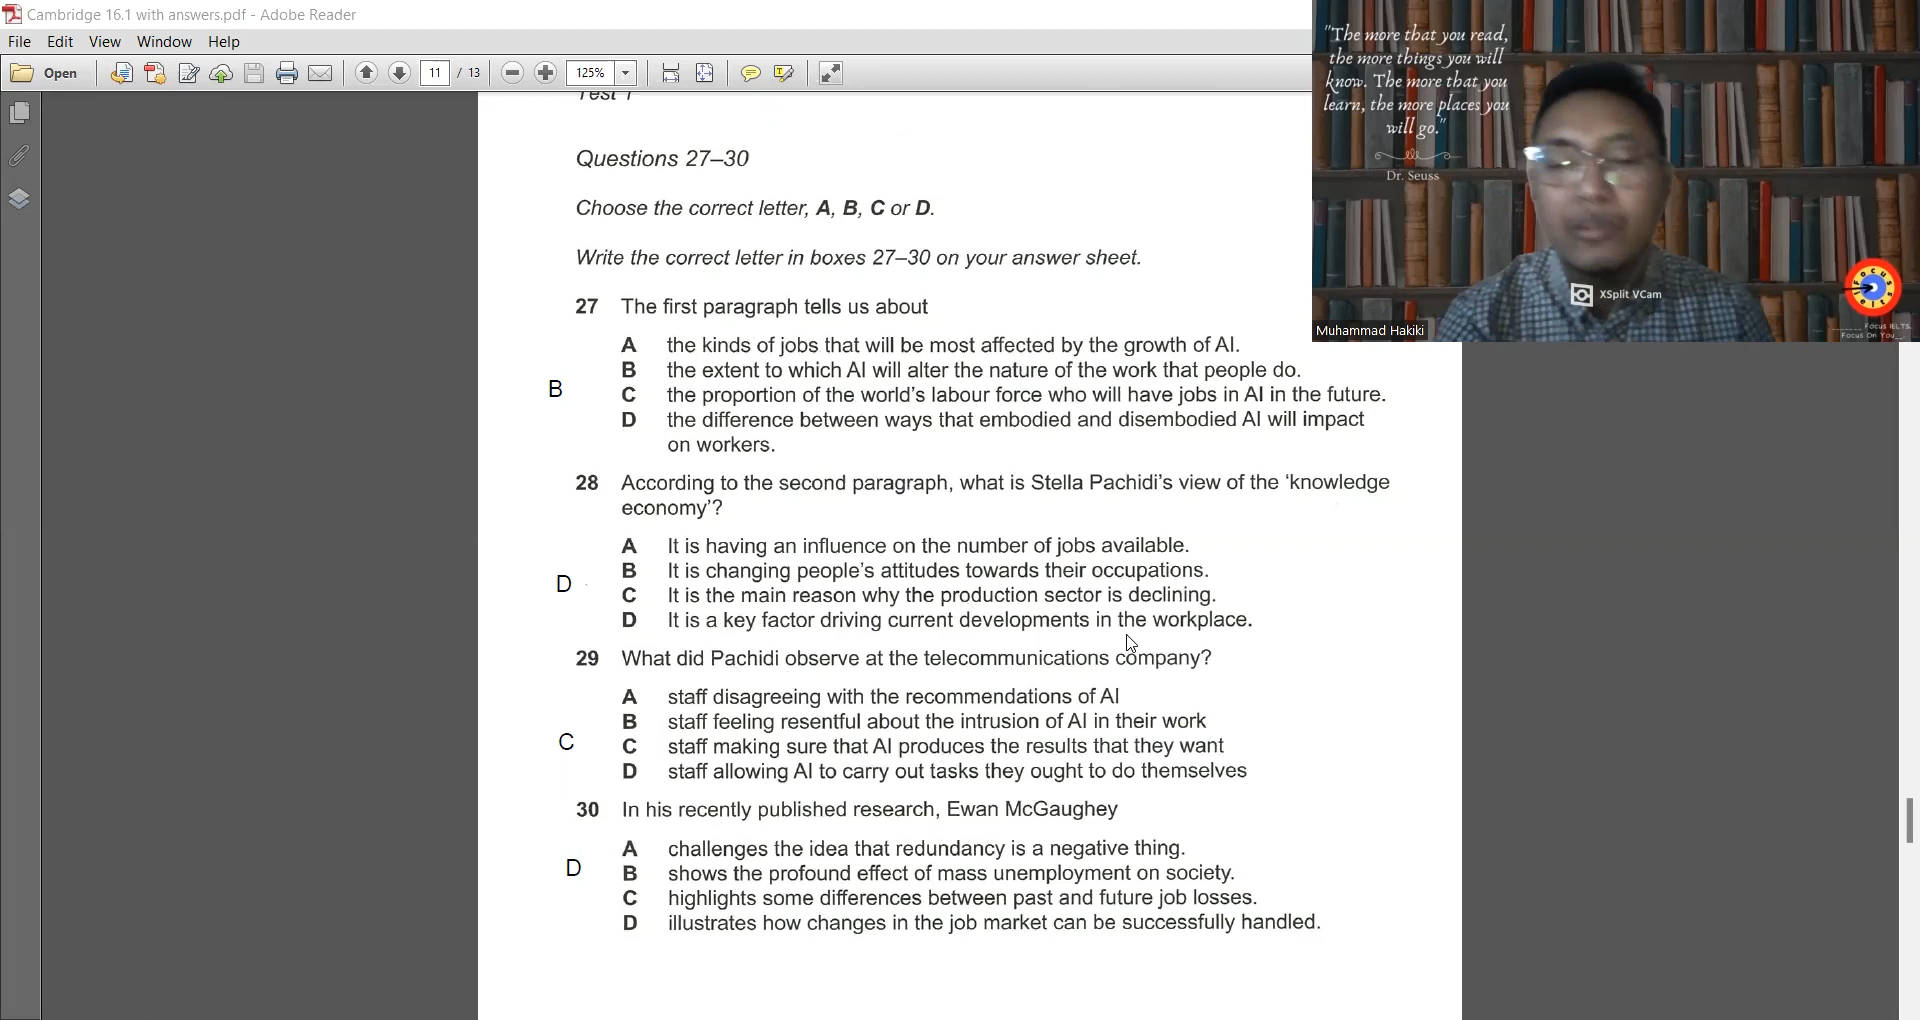 Cambridge 16.1 with answers.pdf - Adobe Reader
File Edit View Window Help
Open 11 / 13 125%
Test 1
Questions 27–30
Choose the correct letter, A, B, C or D.
Write the correct letter in boxes 27–30 on your answer sheet.
27 The first paragraph tells us about
A the kinds of jobs that will be most affected by the growth of AI.
B the extent to which AI will alter the nature of the work that people do.
B
C the proportion of the world's labour force who will have jobs in AI in the future.
D the difference between ways that embodied and disembodied AI will impact
on workers.
28 According to the second paragraph, what is Stella Pachidi's view of the 'knowledge
economy'?
A It is having an influence on the number of jobs available.
B It is changing people's attitudes towards their occupations.
D
C It is the main reason why the production sector is declining.
D It is a key factor driving current developments in the workplace.
29 What did Pachidi observe at the telecommunications company?
A staff disagreeing with the recommendations of AI
B staff feeling resentful about the intrusion of AI in their work
C
C staff making sure that AI produces the results that they want
D staff allowing AI to carry out tasks they ought to do themselves
30 In his recently published research, Ewan McGaughey
A challenges the idea that redundancy is a negative thing.
D
B shows the profound effect of mass unemployment on society.
C highlights some differences between past and future job losses.
D illustrates how changes in the job market can be successfully handled.
"The more that you read,
the more things you will
know. The more that you
learn, the more places you
will go."
Dr. Seuss
XSplit VCam
Muhammad Hakiki
Focus IELTS
Focus IELTS.
Focus On You